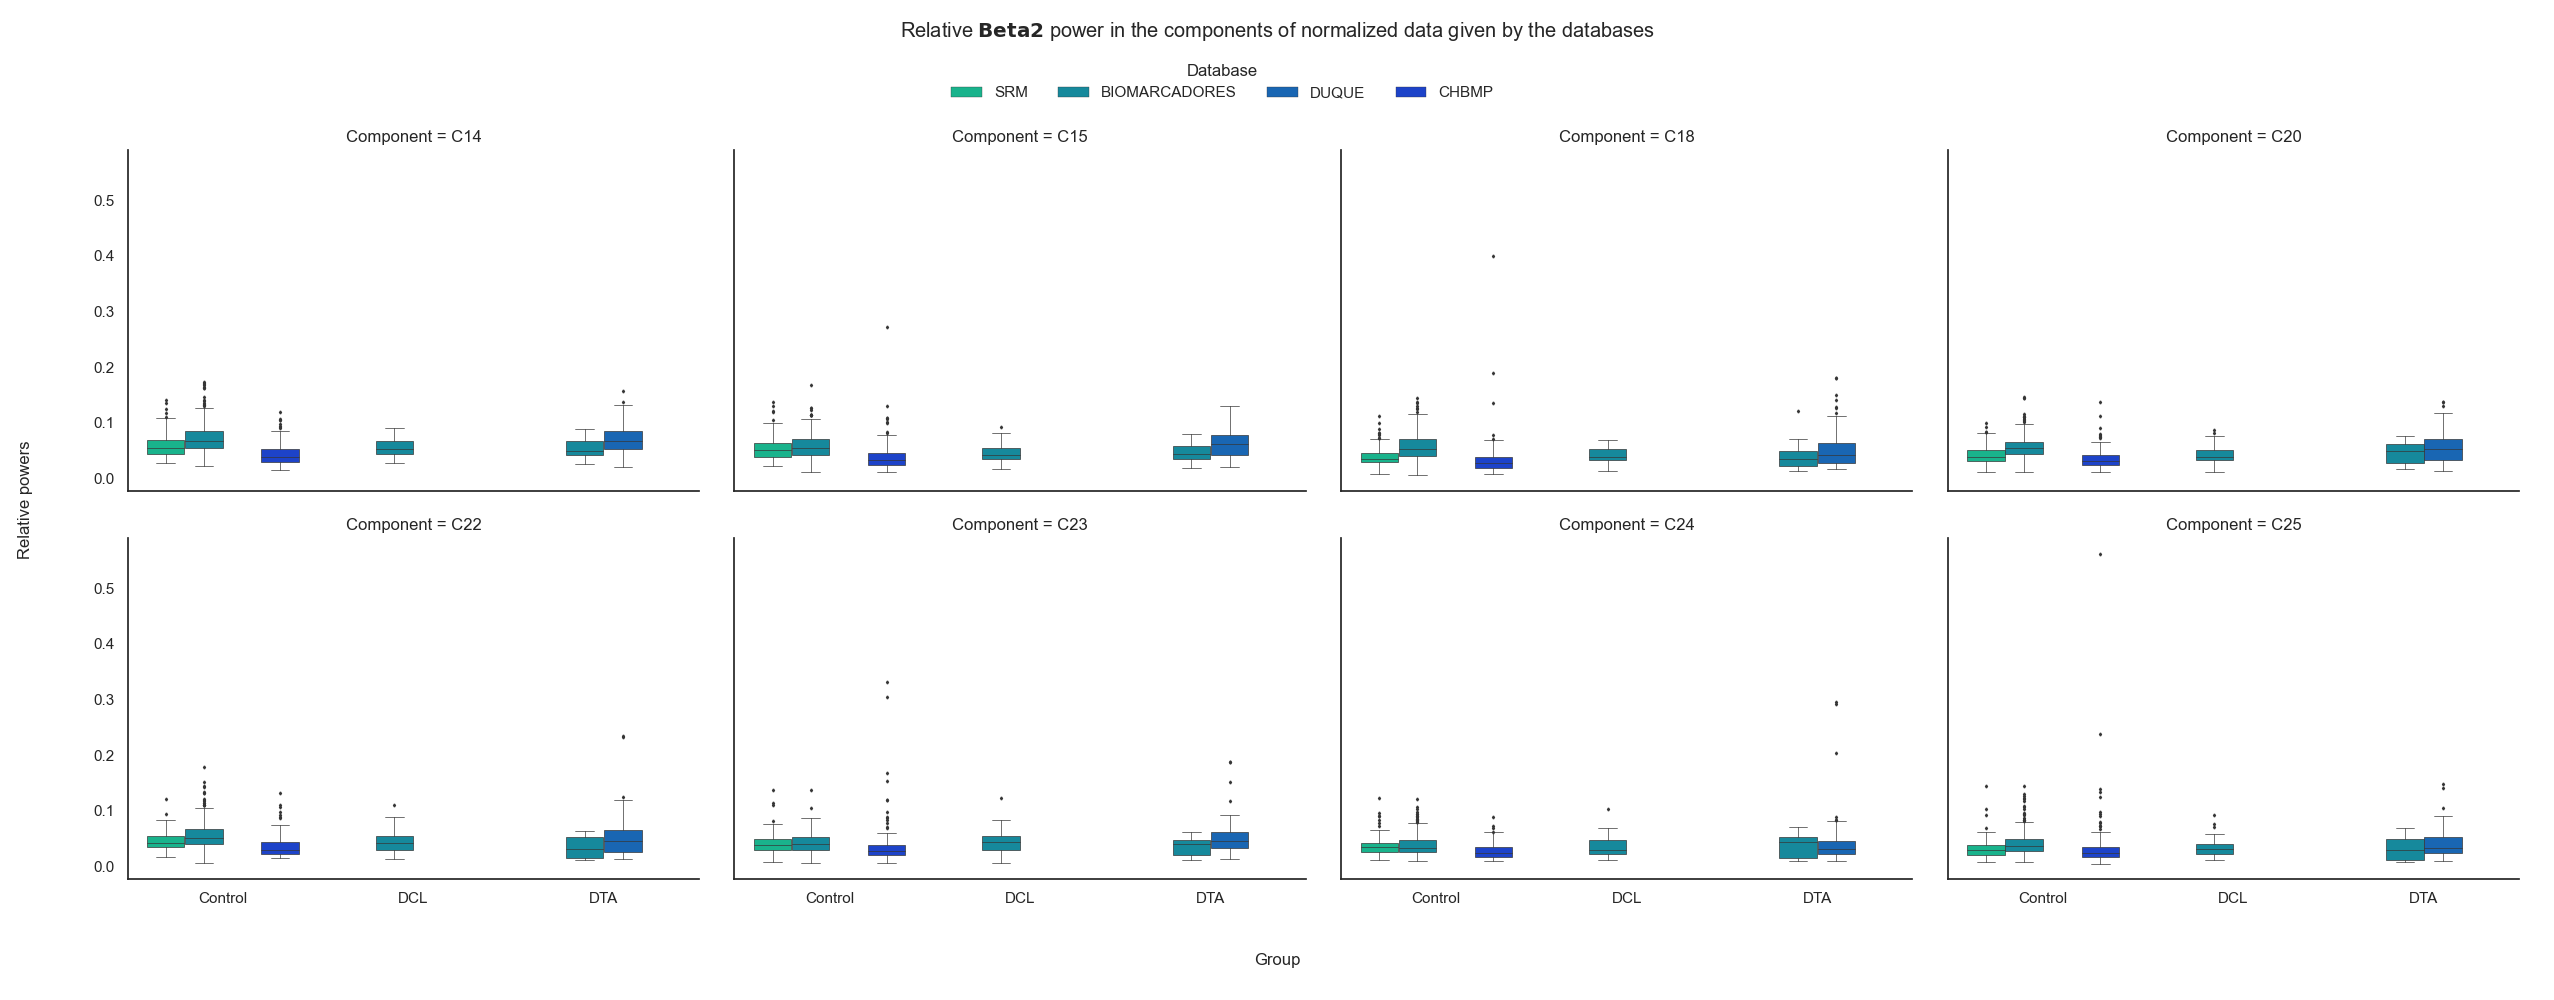 Relative Beta2 power in the components of normalized data given by the databases
Database
SRM BIOMARCADORES DUQUE CHBMP
Component = C14 Component = C15 Component = C18 Component = C20
0.5
0.4
0.3
0.2
0.1
0.0
Relative powers
Component = C22 Component = C23 Component = C24 Component = C25
0.5
0.4
0.3
0.2
0.1
0.0
Control DCL DTA Control DCL DTA Control DCL DTA Control DCL DTA
Group